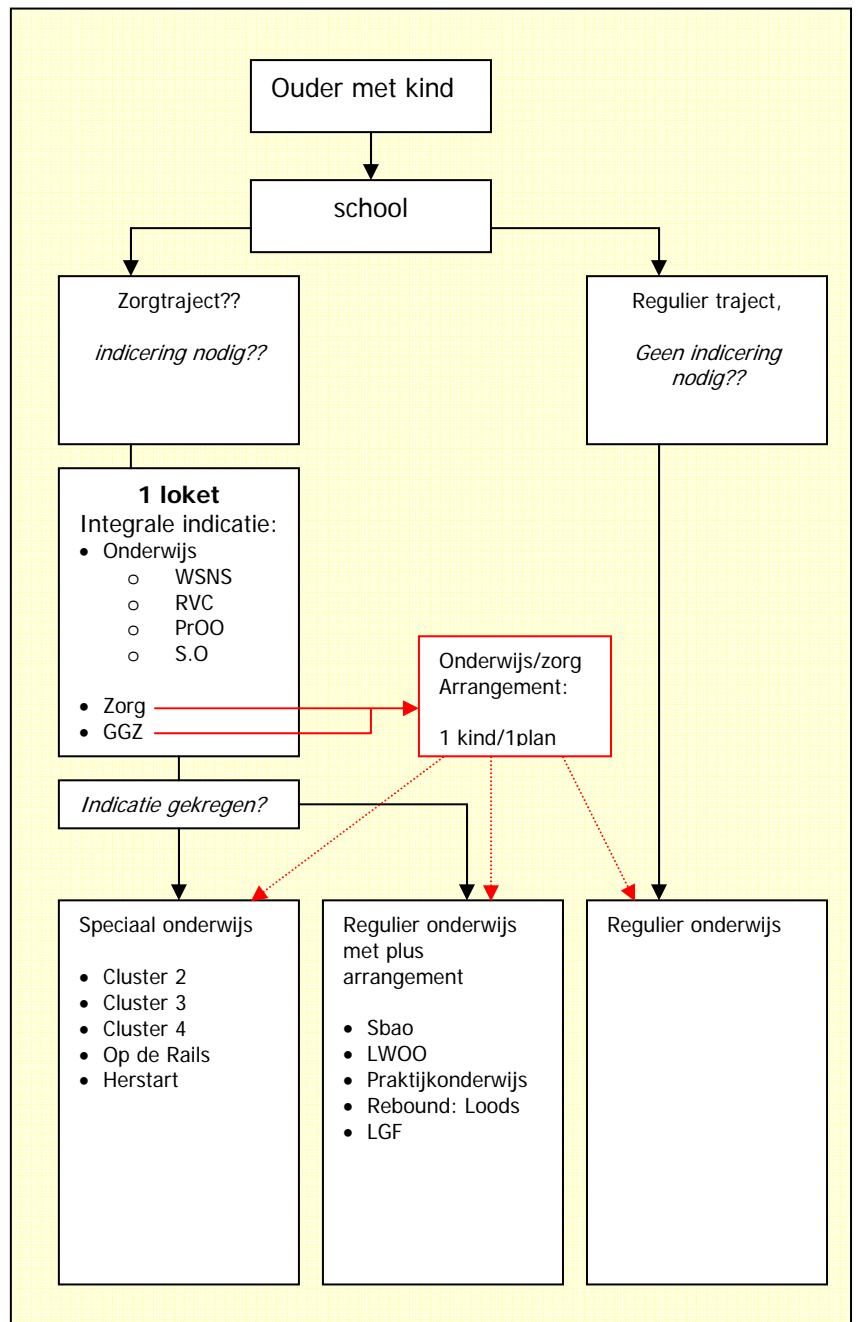 Ouder met kind
school
Zorgtraject??
indicering nodig??
Regulier traject,
Geen indicering
nodig??
1 loket
Integrale indicatie:
• Onderwijs
o WSNS
o RVC
o PrOO
o S.O
• Zorg
• GGZ
Onderwijs/zorg
Arrangement:
1 kind/1plan
Indicatie gekregen?
Speciaal onderwijs
• Cluster 2
• Cluster 3
• Cluster 4
• Op de Rails
• Herstart
Regulier onderwijs
met plus
arrangement
• Sbao
• LWOO
• Praktijkonderwijs
• Rebound: Loods
• LGF
Regulier onderwijs